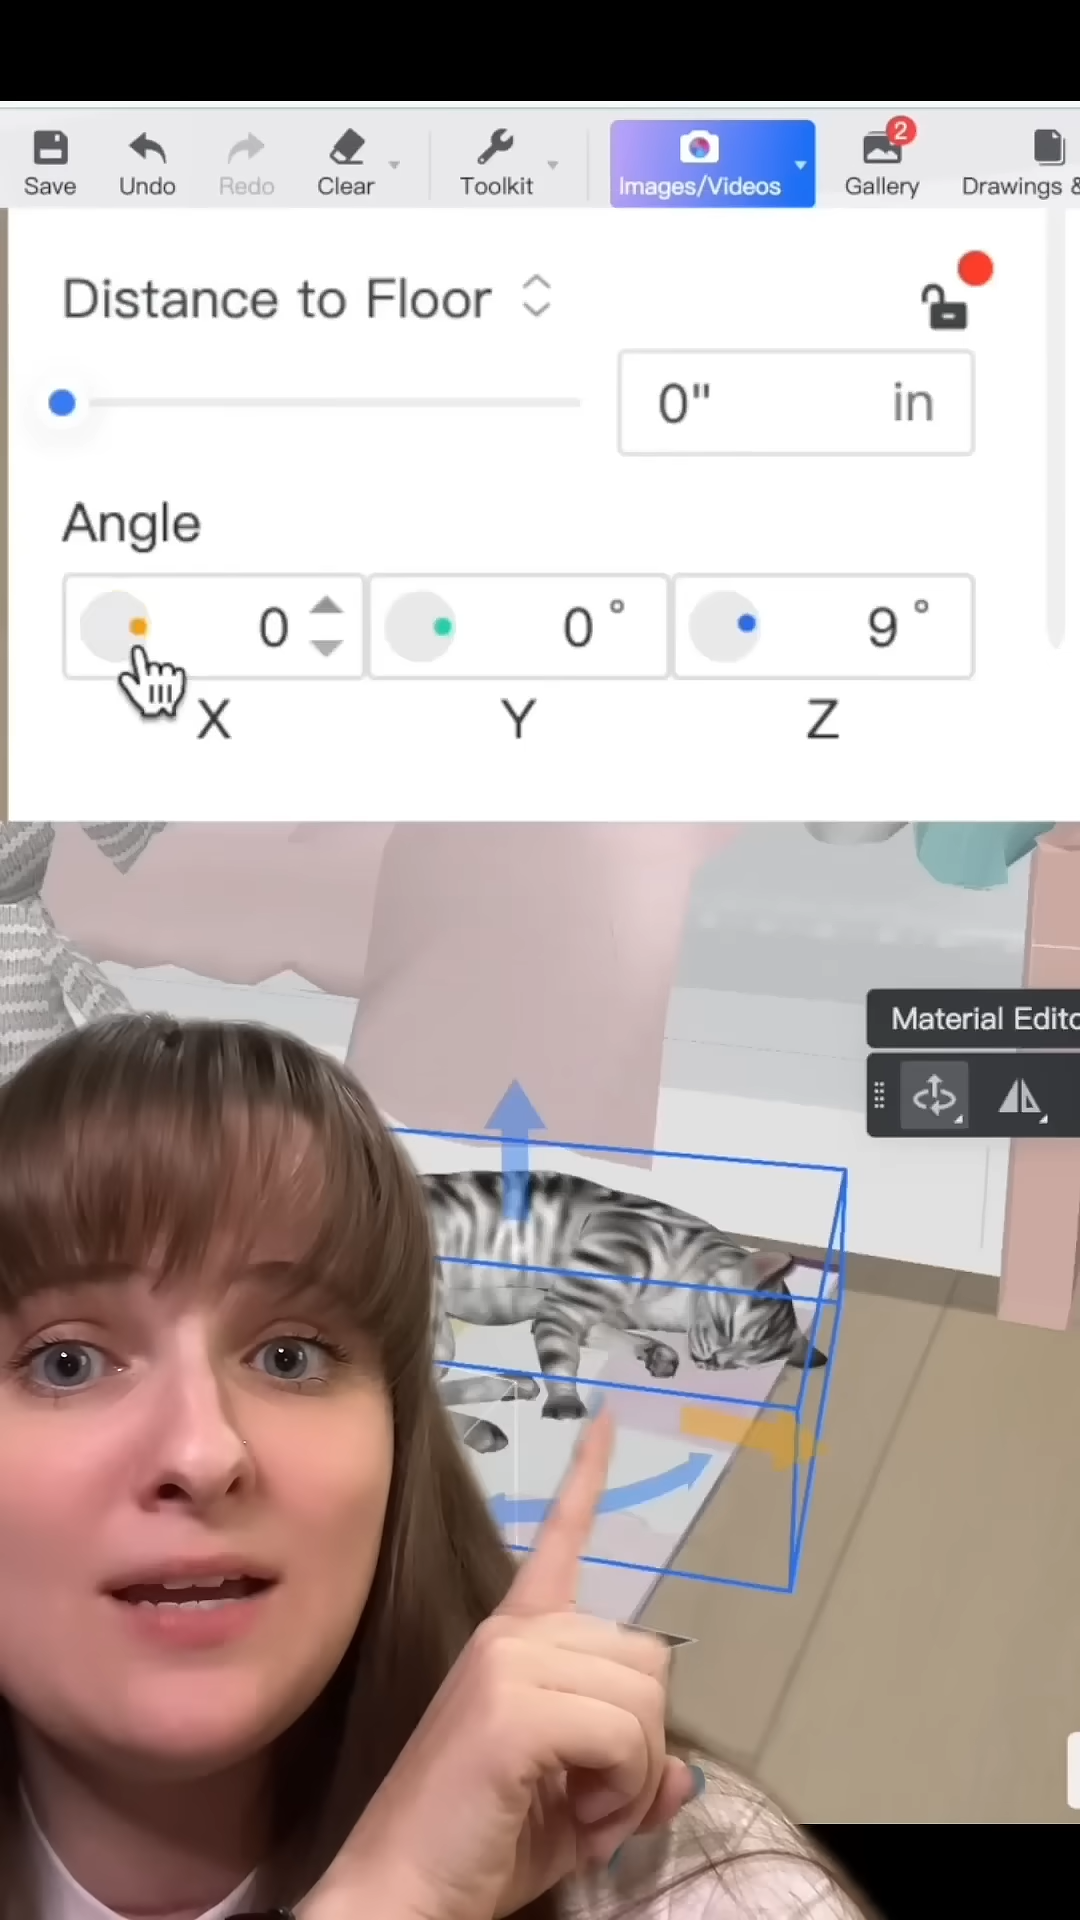 Save Undo Redo Clear Toolkit Images/Videos Gallery 2 Drawings &
Distance to Floor
0" in
Angle
0 0° 9°
X Y Z
Material Edito